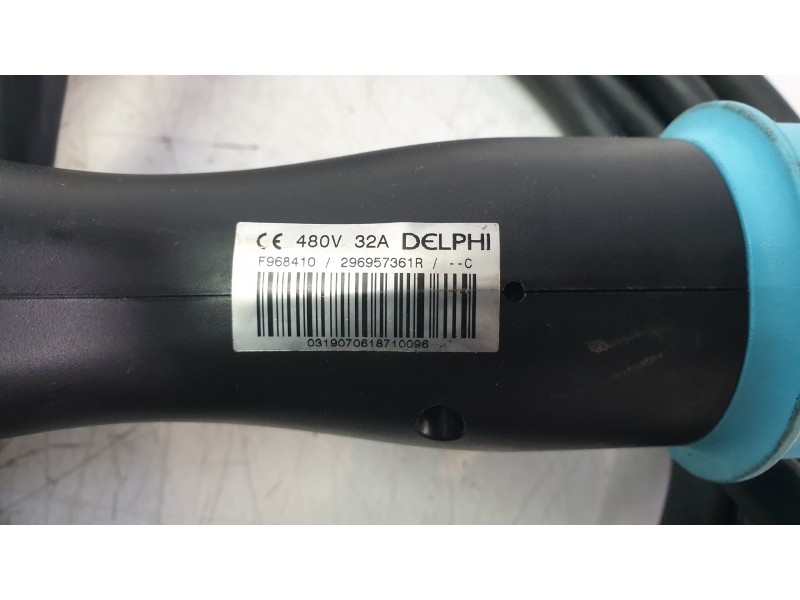 CE 480V 32A DELPHI
F968410 / 296957361R / --C
0319070618710096